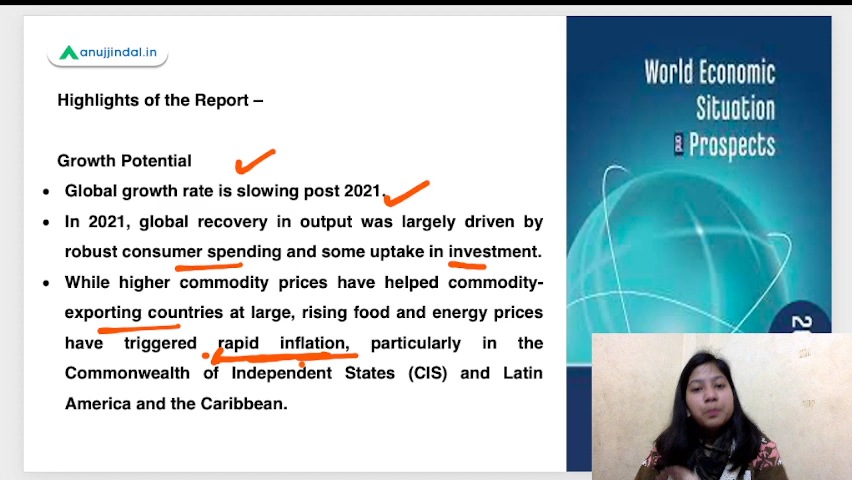 anujjindal.in
Highlights of the Report –
Growth Potential
• Global growth rate is slowing post 2021.
• In 2021, global recovery in output was largely driven by
robust consumer spending and some uptake in investment.
• While higher commodity prices have helped commodity-
exporting countries at large, rising food and energy prices
have triggered rapid inflation, particularly in the
Commonwealth of Independent States (CIS) and Latin
America and the Caribbean.
World Economic
Situation
and Prospects